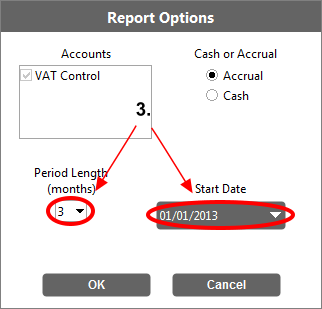 Report Options
Accounts
Cash or Accrual
VAT Control
Accrual
Cash
3.
Period Length
(months)
Start Date
3
01/01/2013
OK
Cancel